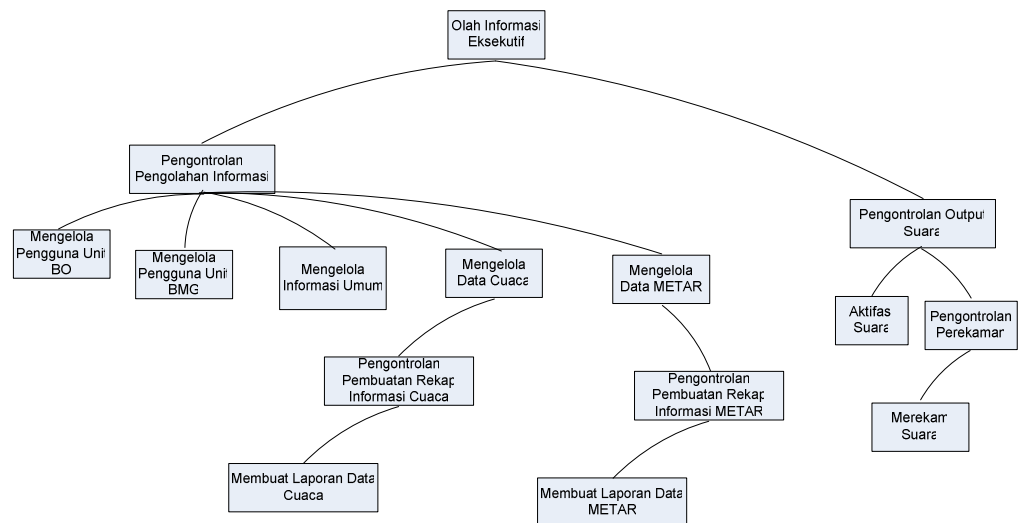 Olah Informasi
Eksekutif
Pengontrolan
Pengolahan Informasi
Pengontrolan Output
Suara
Mengelola
Pengguna Unit
BO
Mengelola
Pengguna Unit
BMG
Mengelola
Informasi Umum
Mengelola
Data Cuaca
Mengelola
Data METAR
Aktifas
Suara
Pengontrolan
Perekaman
Pengontrolan
Pembuatan Rekap
Informasi Cuaca
Pengontrolan
Pembuatan Rekap
Informasi METAR
Merekam
Suara
Membuat Laporan Data
Cuaca
Membuat Laporan Data
METAR